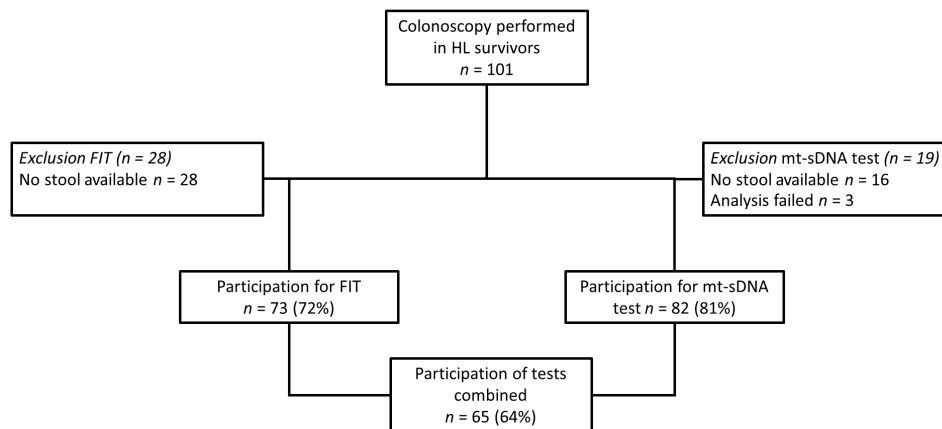 Colonoscopy performed
in HL survivors
n = 101
Exclusion FIT (n = 28)
No stool available n = 28
Exclusion mt-sDNA test (n = 19)
No stool available n = 16
Analysis failed n = 3
Participation for FIT
n = 73 (72%)
Participation for mt-sDNA
test n = 82 (81%)
Participation of tests
combined
n = 65 (64%)